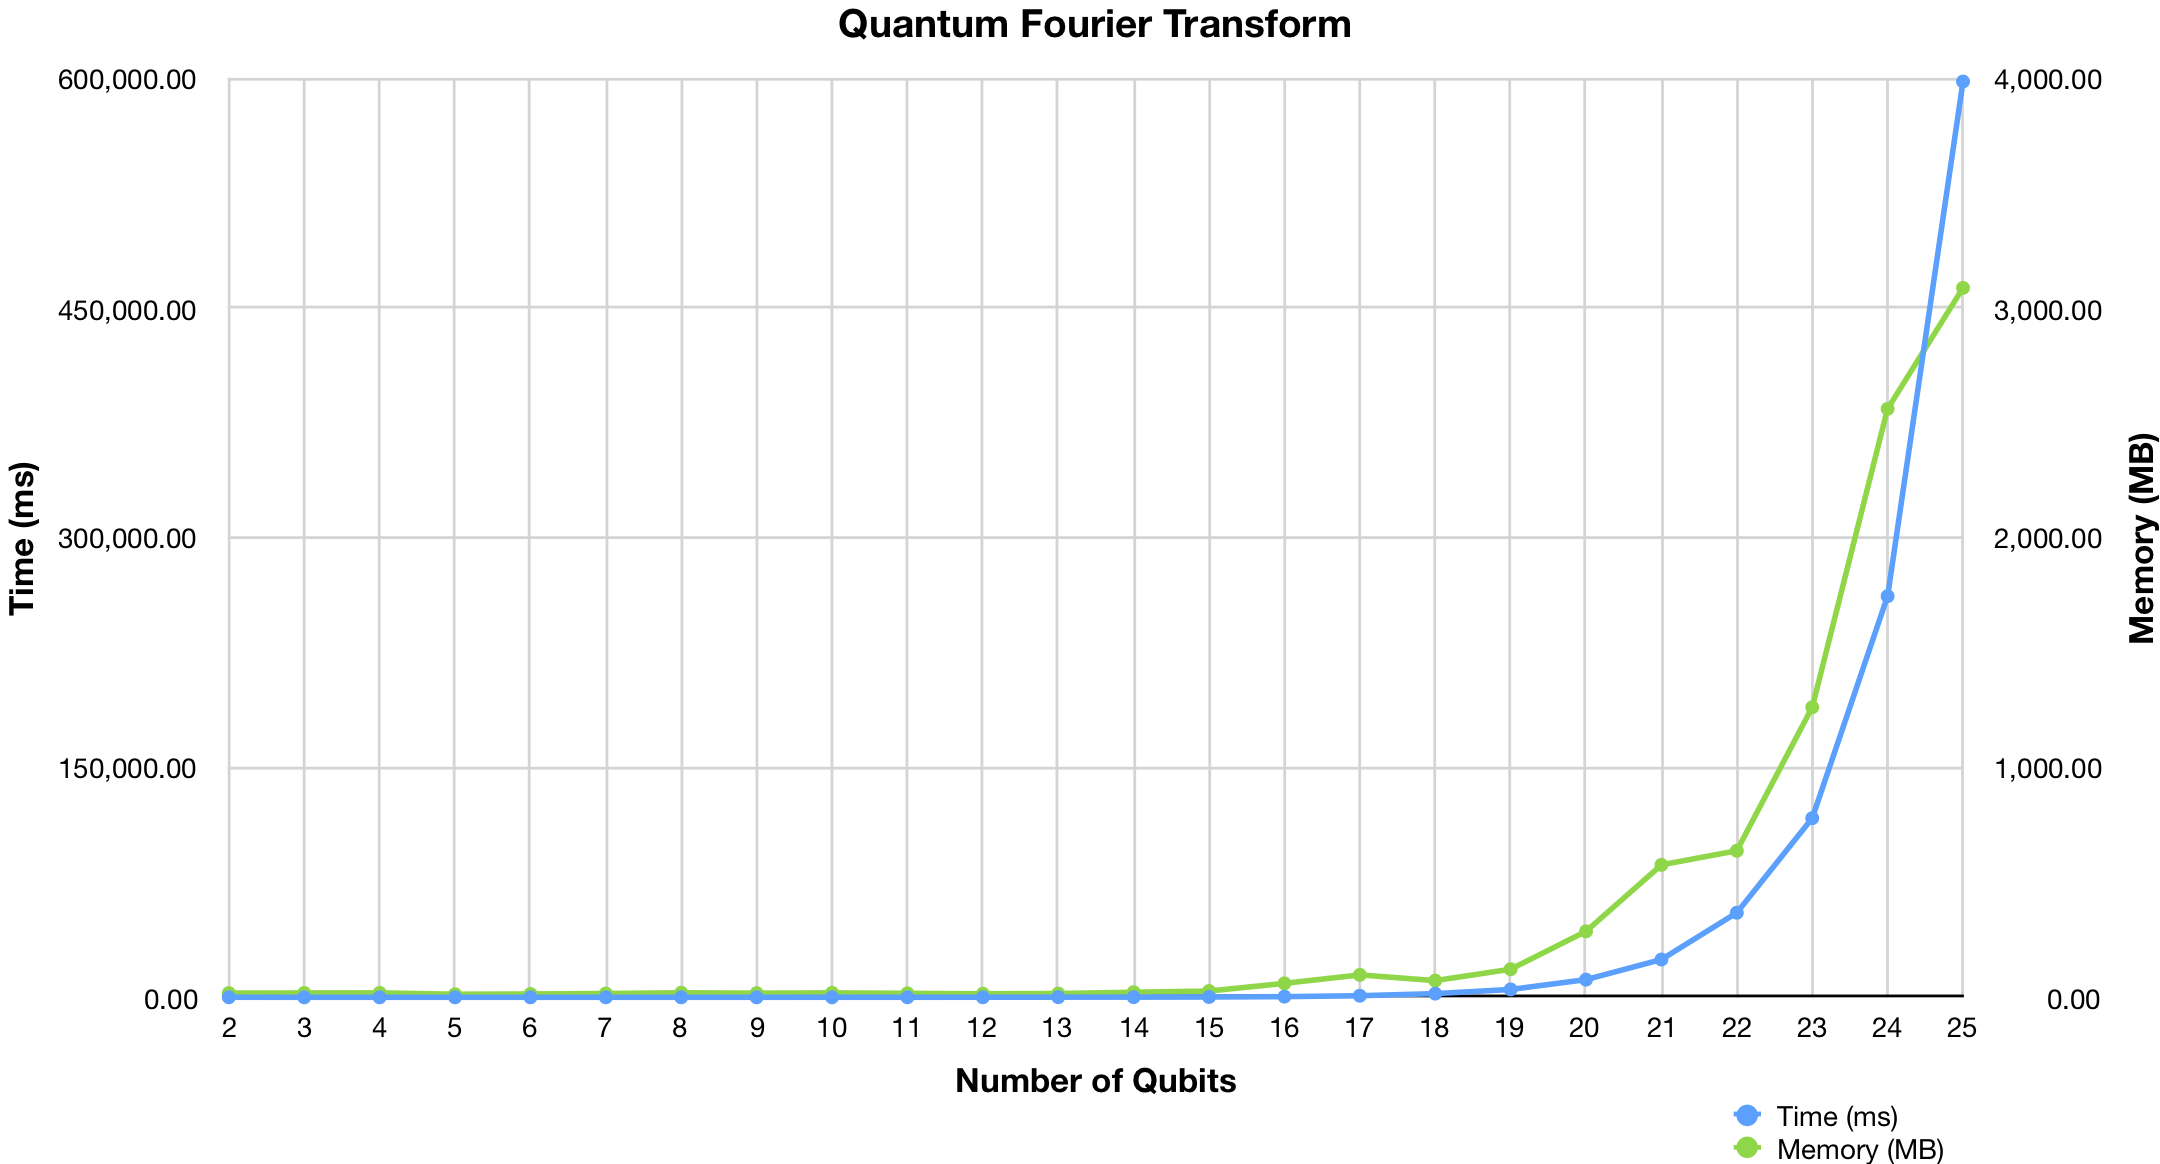 Quantum Fourier Transform
600,000.00
450,000.00
300,000.00
150,000.00
0.00
Time (ms)
4,000.00
3,000.00
2,000.00
1,000.00
0.00
Memory (MB)
2 3 4 5 6 7 8 9 10 11 12 13 14 15 16 17 18 19 20 21 22 23 24 25
Number of Qubits
Time (ms)
Memory (MB)